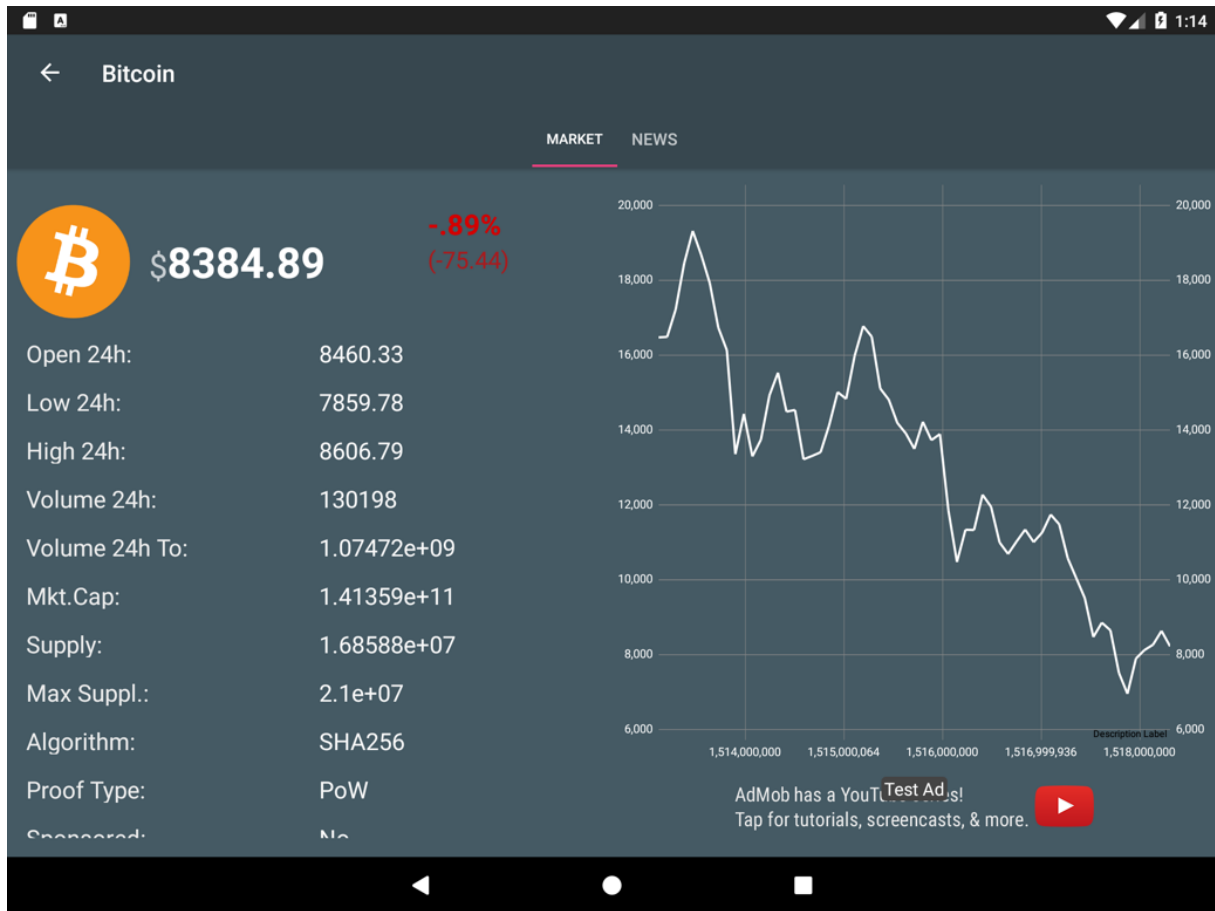 1:14
Bitcoin
MARKET NEWS
$8384.89
-.89%
(-75.44)
Open 24h: 8460.33
Low 24h: 7859.78
High 24h: 8606.79
Volume 24h: 130198
Volume 24h To: 1.07472e+09
Mkt.Cap: 1.41359e+11
Supply: 1.68588e+07
Max Suppl.: 2.1e+07
Algorithm: SHA256
Proof Type: PoW
Sponsored: No
20,000 20,000
18,000 18,000
16,000 16,000
14,000 14,000
12,000 12,000
10,000 10,000
8,000 8,000
6,000 6,000
Description Label
1,514,000,000 1,515,000,064 1,516,000,000 1,516,999,936 1,518,000,000
Test Ad
AdMob has a YouTube series!
Tap for tutorials, screencasts, & more.